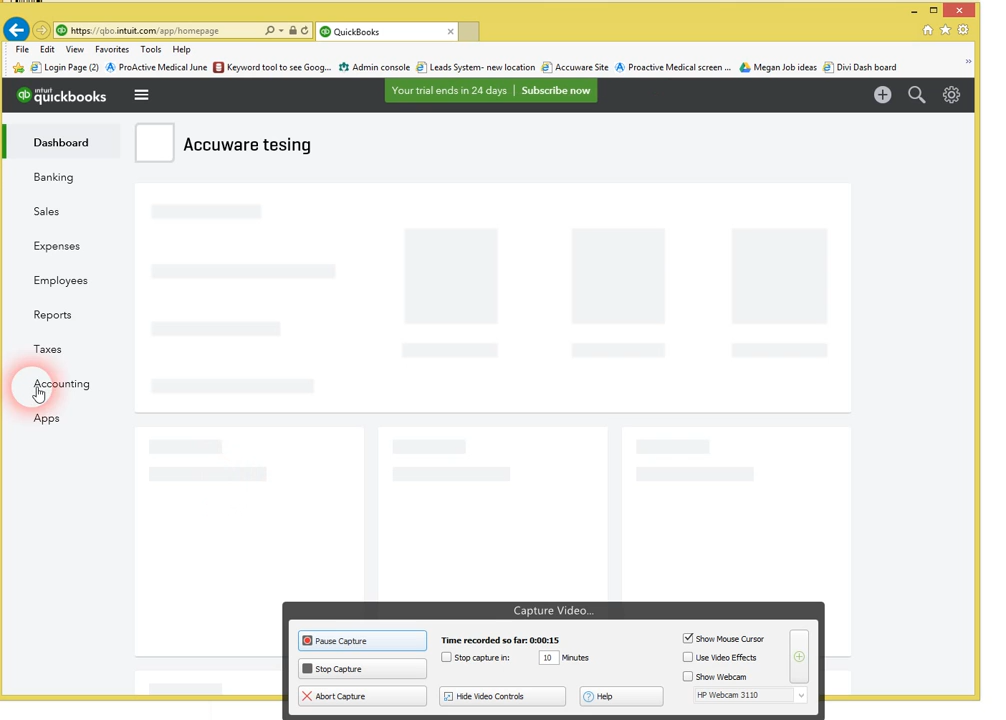 https://qbo.intuit.com/app/homepage
QuickBooks
File Edit View Favorites Tools Help
Login Page (2) ProActive Medical June Keyword tool to see Goog... Admin console Leads System- new location Accuware Site Proactive Medical screen ... Megan Job ideas Divi Dash board
intuit quickbooks
Your trial ends in 24 days | Subscribe now
Dashboard
Accuware tesing
Banking
Sales
Expenses
Employees
Reports
Taxes
Accounting
Apps
Capture Video...
Pause Capture
Time recorded so far: 0:00:15
Show Mouse Cursor
Stop capture in: 10 Minutes
Use Video Effects
Stop Capture
Show Webcam
Abort Capture
Hide Video Controls
Help
HP Webcam 3110